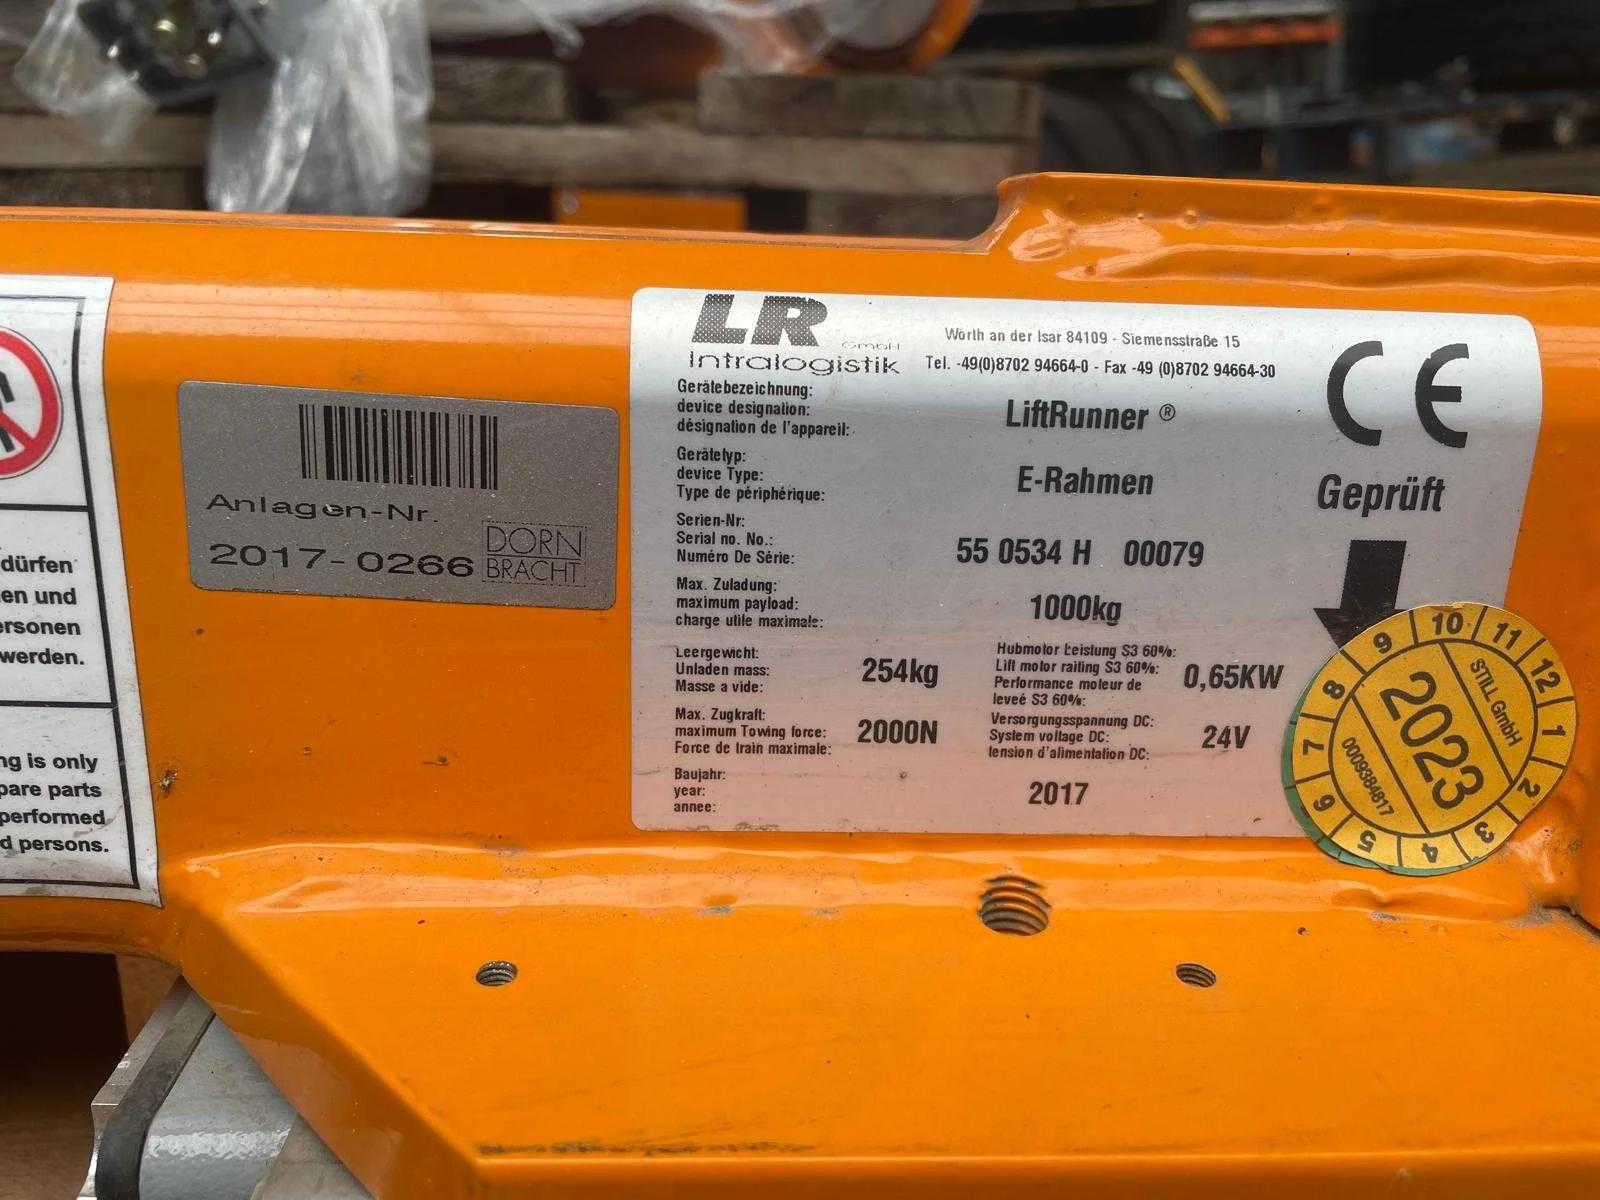 dürfen
en und
ersonen
werden.
ng is only
pare parts
performed
d persons.
Anlagen-Nr.
2017-0266
DORN
BRACHT
LR
GmbH
Intralogistik
Wörth an der Isar 84109 - Siemensstraße 15
Tel. -49(0)8702 94664-0 - Fax -49 (0)8702 94664-30
Gerätebezeichnung:
device designation:
désignation de l'appareil:
LiftRunner ®
CE
Gerätetyp:
device Type:
Type de périphérique:
E-Rahmen
Geprüft
Serien-Nr:
Serial no. No.:
Numéro De Série:
55 0534 H 00079
Max. Zuladung:
maximum payload:
charge utile maximale:
1000kg
Leergewicht:
Unladen mass:
Masse a vide:
254kg
Hubmotor Leistung S3 60%:
Lift motor raiting S3 60%:
Performance moteur de
leveé S3 60%:
0,65KW
Max. Zugkraft:
maximum Towing force:
Force de train maximale:
2000N
Versorgungsspannung DC:
System voltage DC:
tension d'alimentation DC:
24V
Baujahr:
year:
annee:
2017
1 2 3 4 5 6 7 8 9 10 11 12
STILL GmbH
2023
0009384817